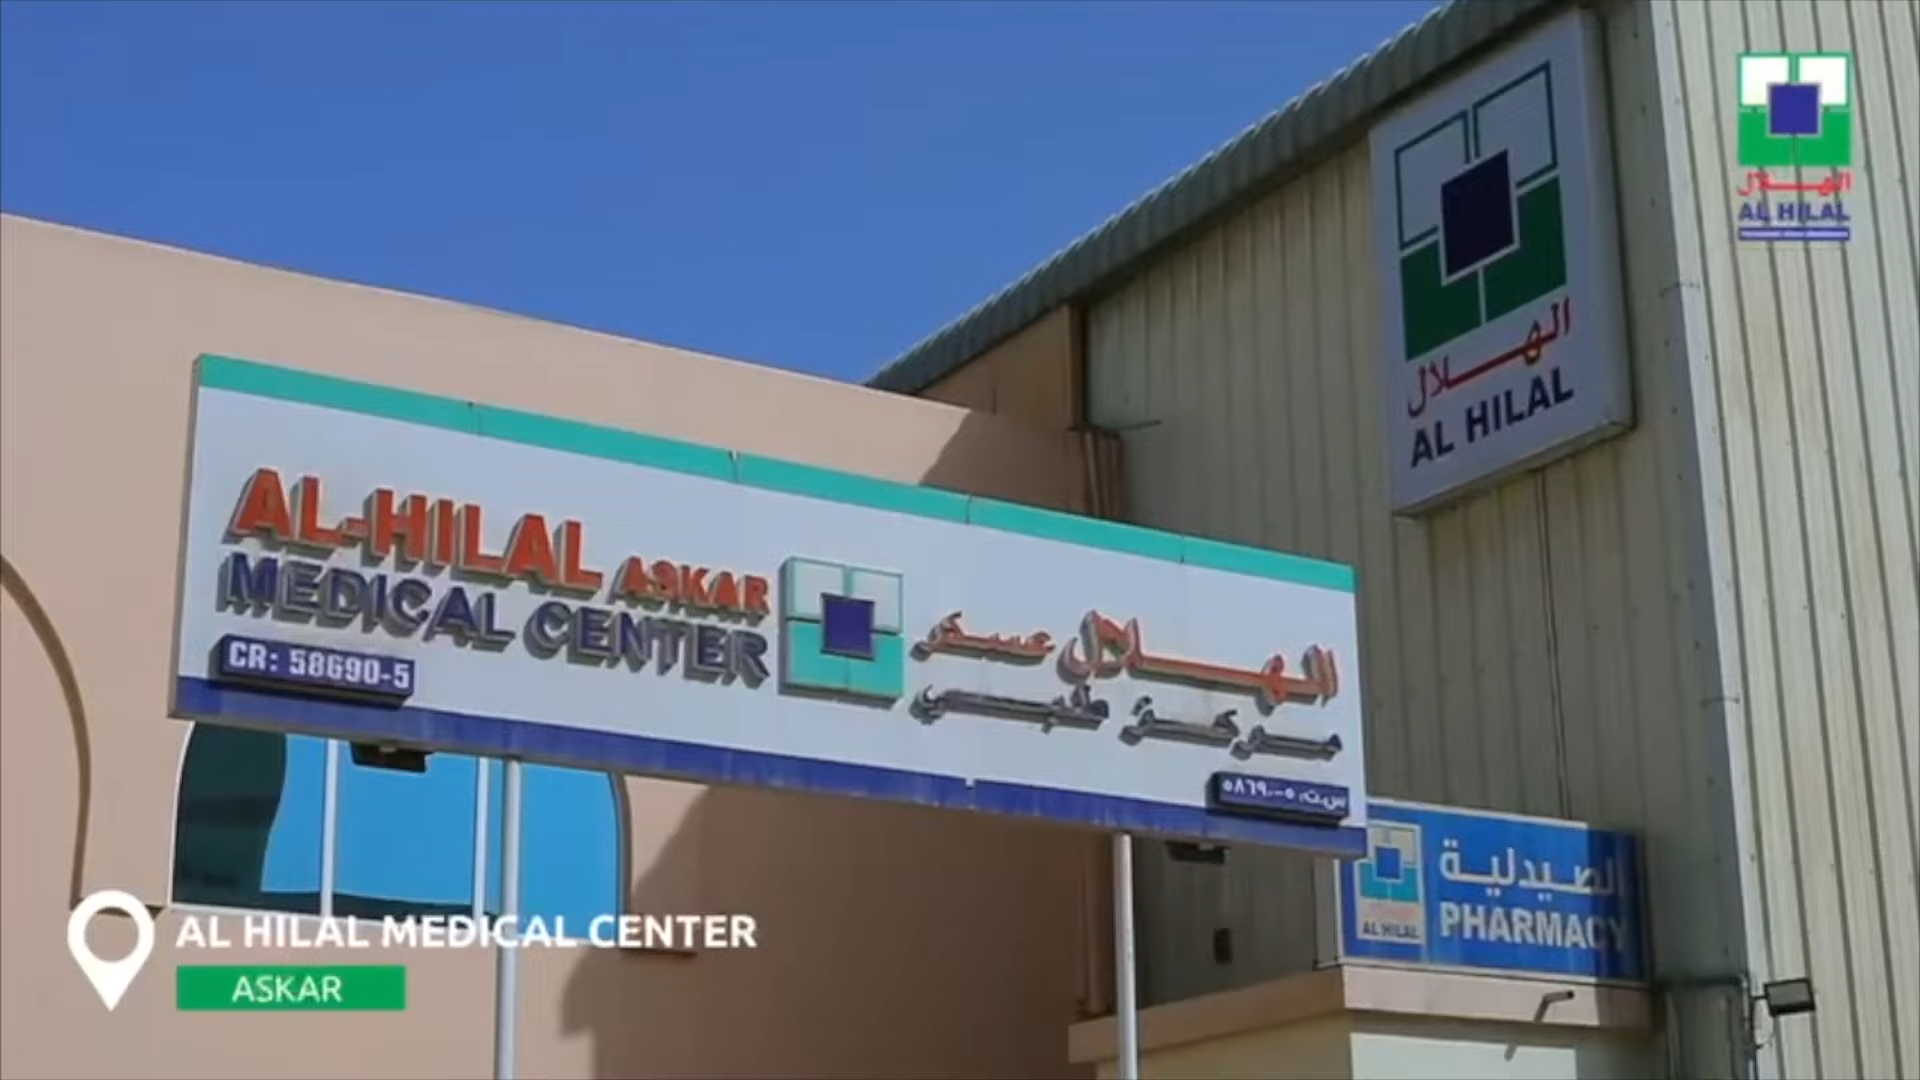 AL-HILAL ASKAR
MEDICAL CENTER
CR: 58690-5
الهلال عسكر
مركز طبي
س.ت: ٥-٥٨٦٩٠
الهلال
AL HILAL
الهلال
AL HILAL
الصيدلية
PHARMACY
AL HILAL
AL HILAL MEDICAL CENTER
ASKAR